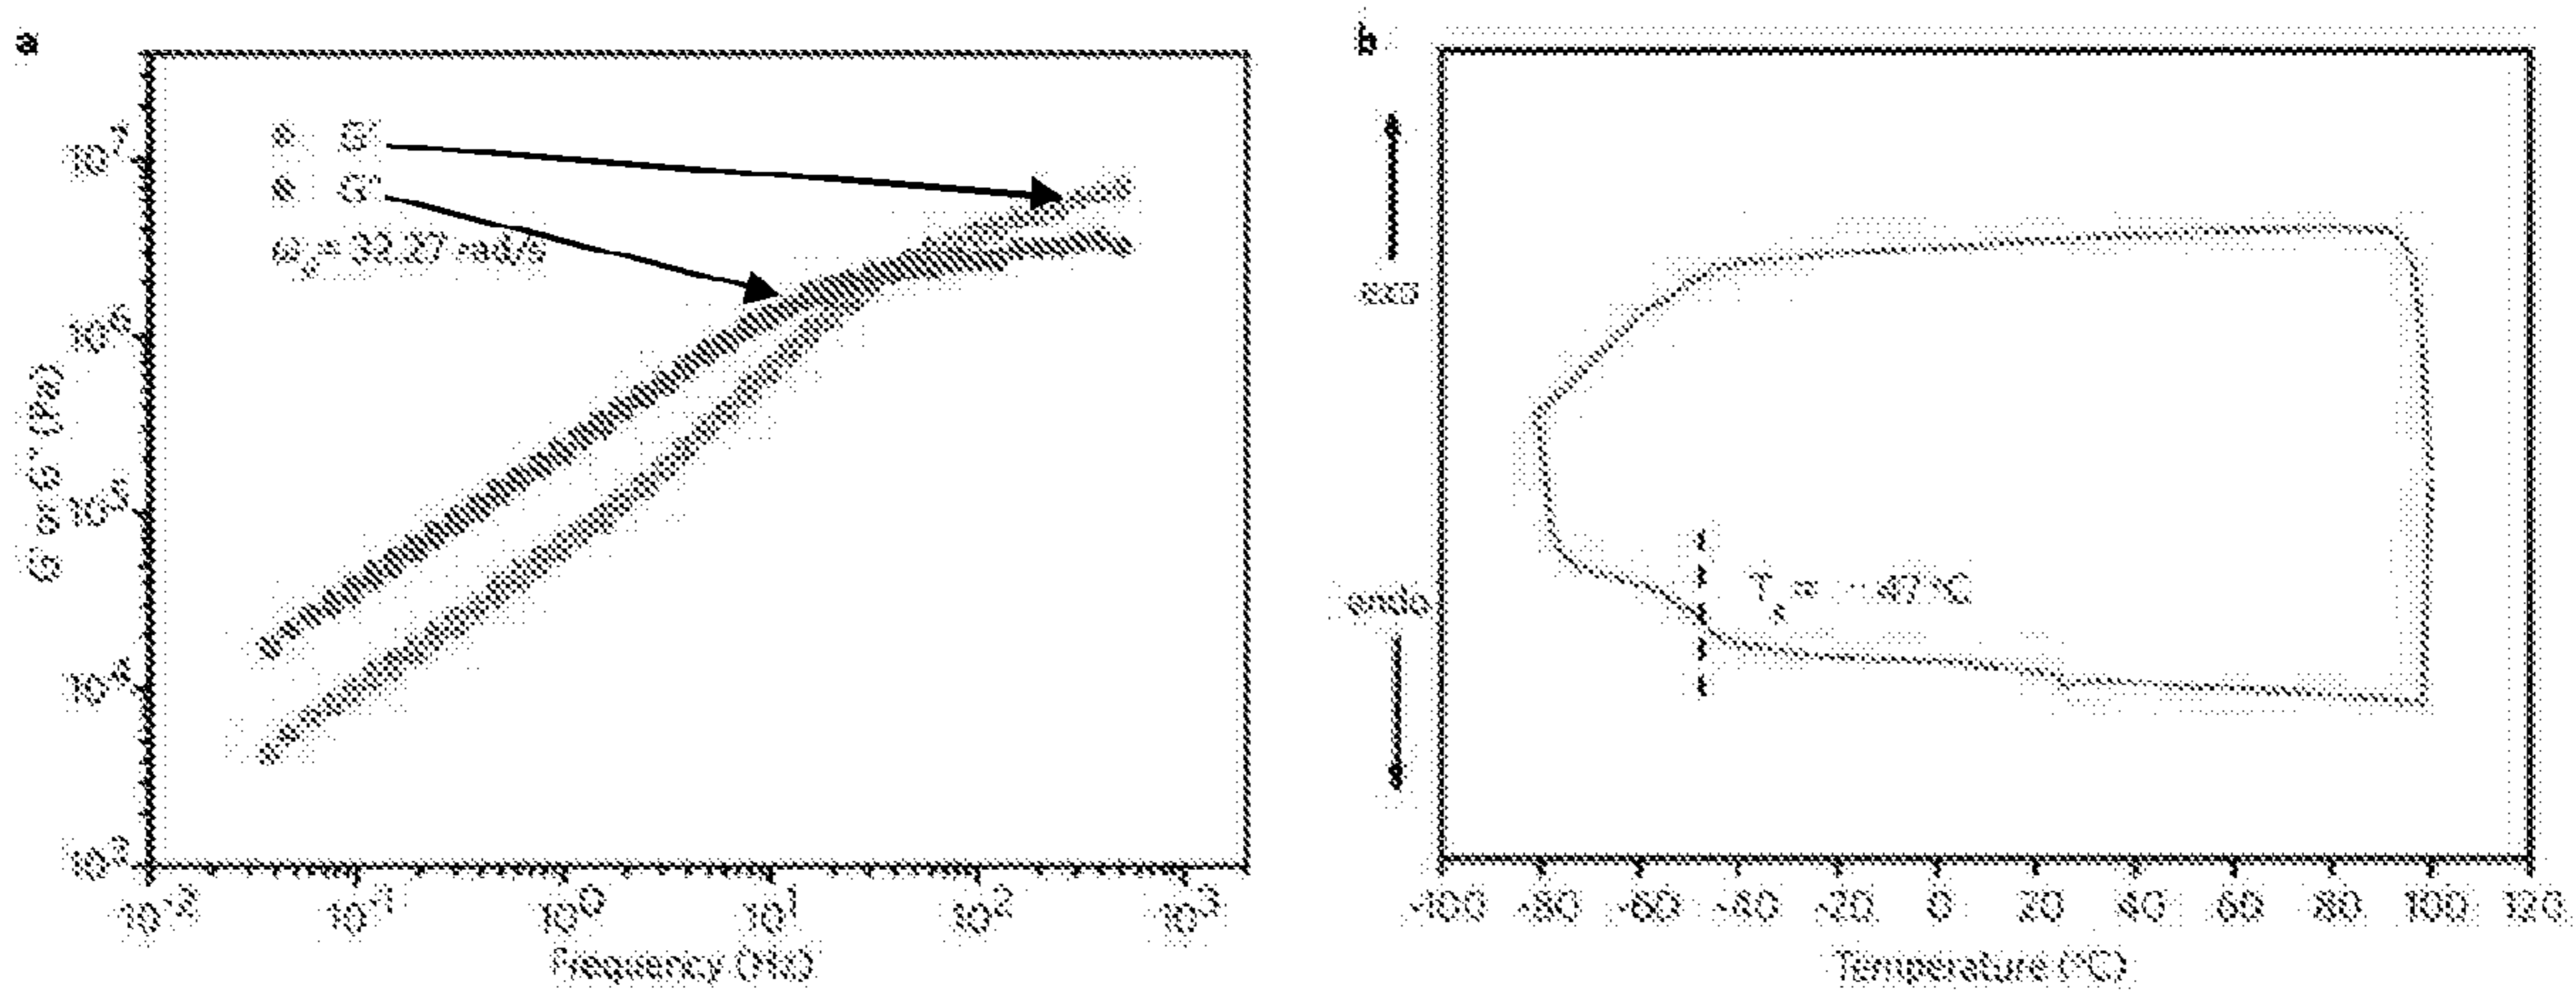 a
G'
G"
= 32.27 rad/s
10^7
10^6
10^5
10^4
10^3
G' or G" (Pa)
10^-2
10^-1
10^0
10^1
10^2
10^3
Frequency (Hz)
b
exo
endo
= -47 °C
-100 -80 -60 -40 -20 0 20 40 60 80 100 120
Temperature (°C)